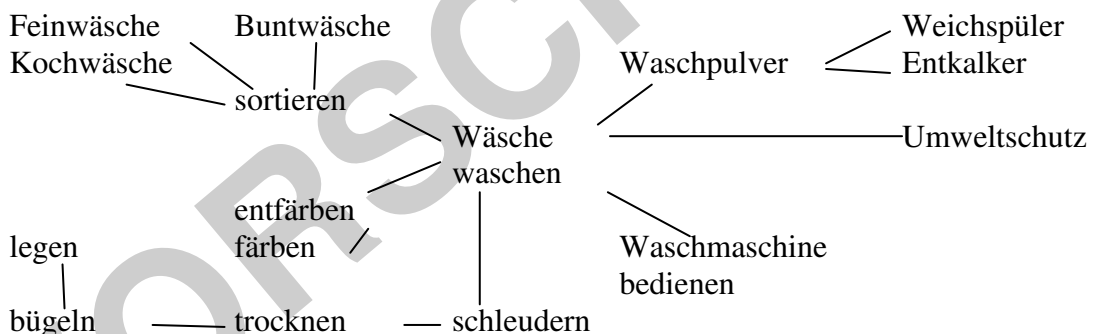 Feinwäsche Buntwäsche Weichspüler
Kochwäsche Waschpulver Entkalker
sortieren
Wäsche Umweltschutz
waschen
entfärben
legen färben Waschmaschine
bedienen
bügeln trocknen schleudern